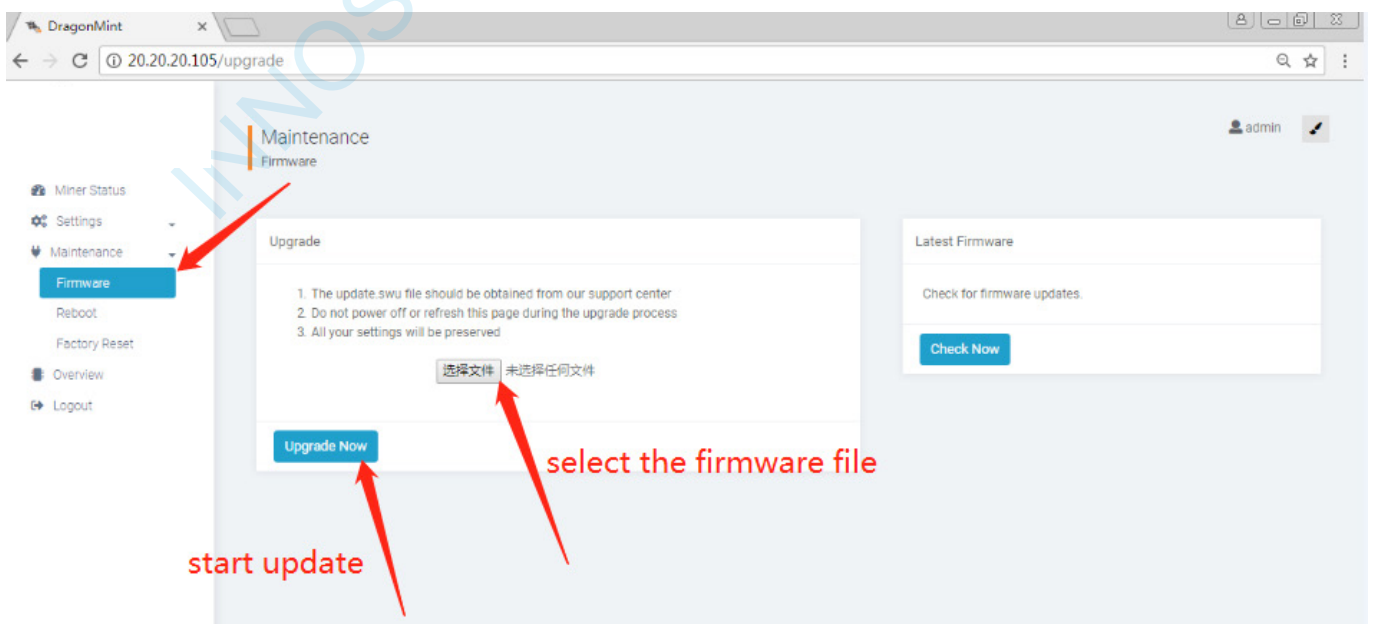 DragonMint
20.20.20.105/upgrade
INNOS
admin
Maintenance
Firmware
Miner Status
Settings
Maintenance
Firmware
Reboot
Factory Reset
Overview
Logout
Upgrade
1. The update.swu file should be obtained from our support center
2. Do not power off or refresh this page during the upgrade process
3. All your settings will be preserved
选择文件 未选择任何文件
Upgrade Now
select the firmware file
start update
Latest Firmware
Check for firmware updates.
Check Now